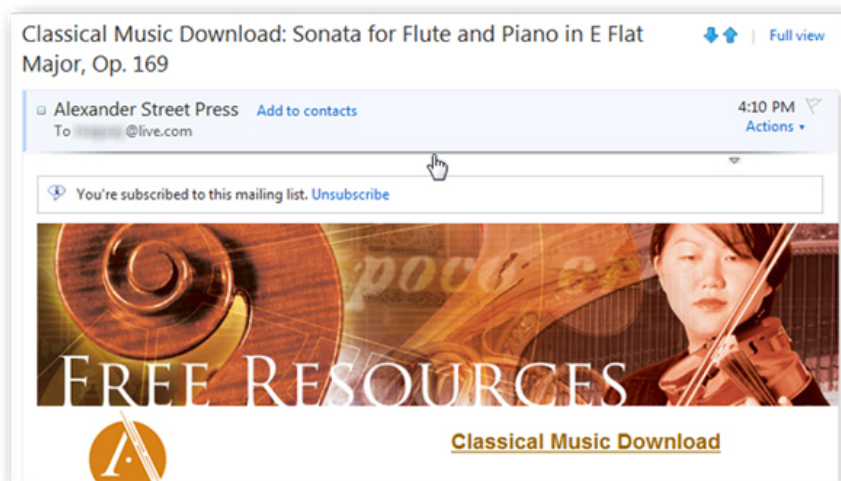 Classical Music Download: Sonata for Flute and Piano in E Flat
Major, Op. 169
Full view
Alexander Street Press Add to contacts
4:10 PM
To @live.com
Actions
You're subscribed to this mailing list. Unsubscribe
poco cr
FREE RESOURCES
Classical Music Download